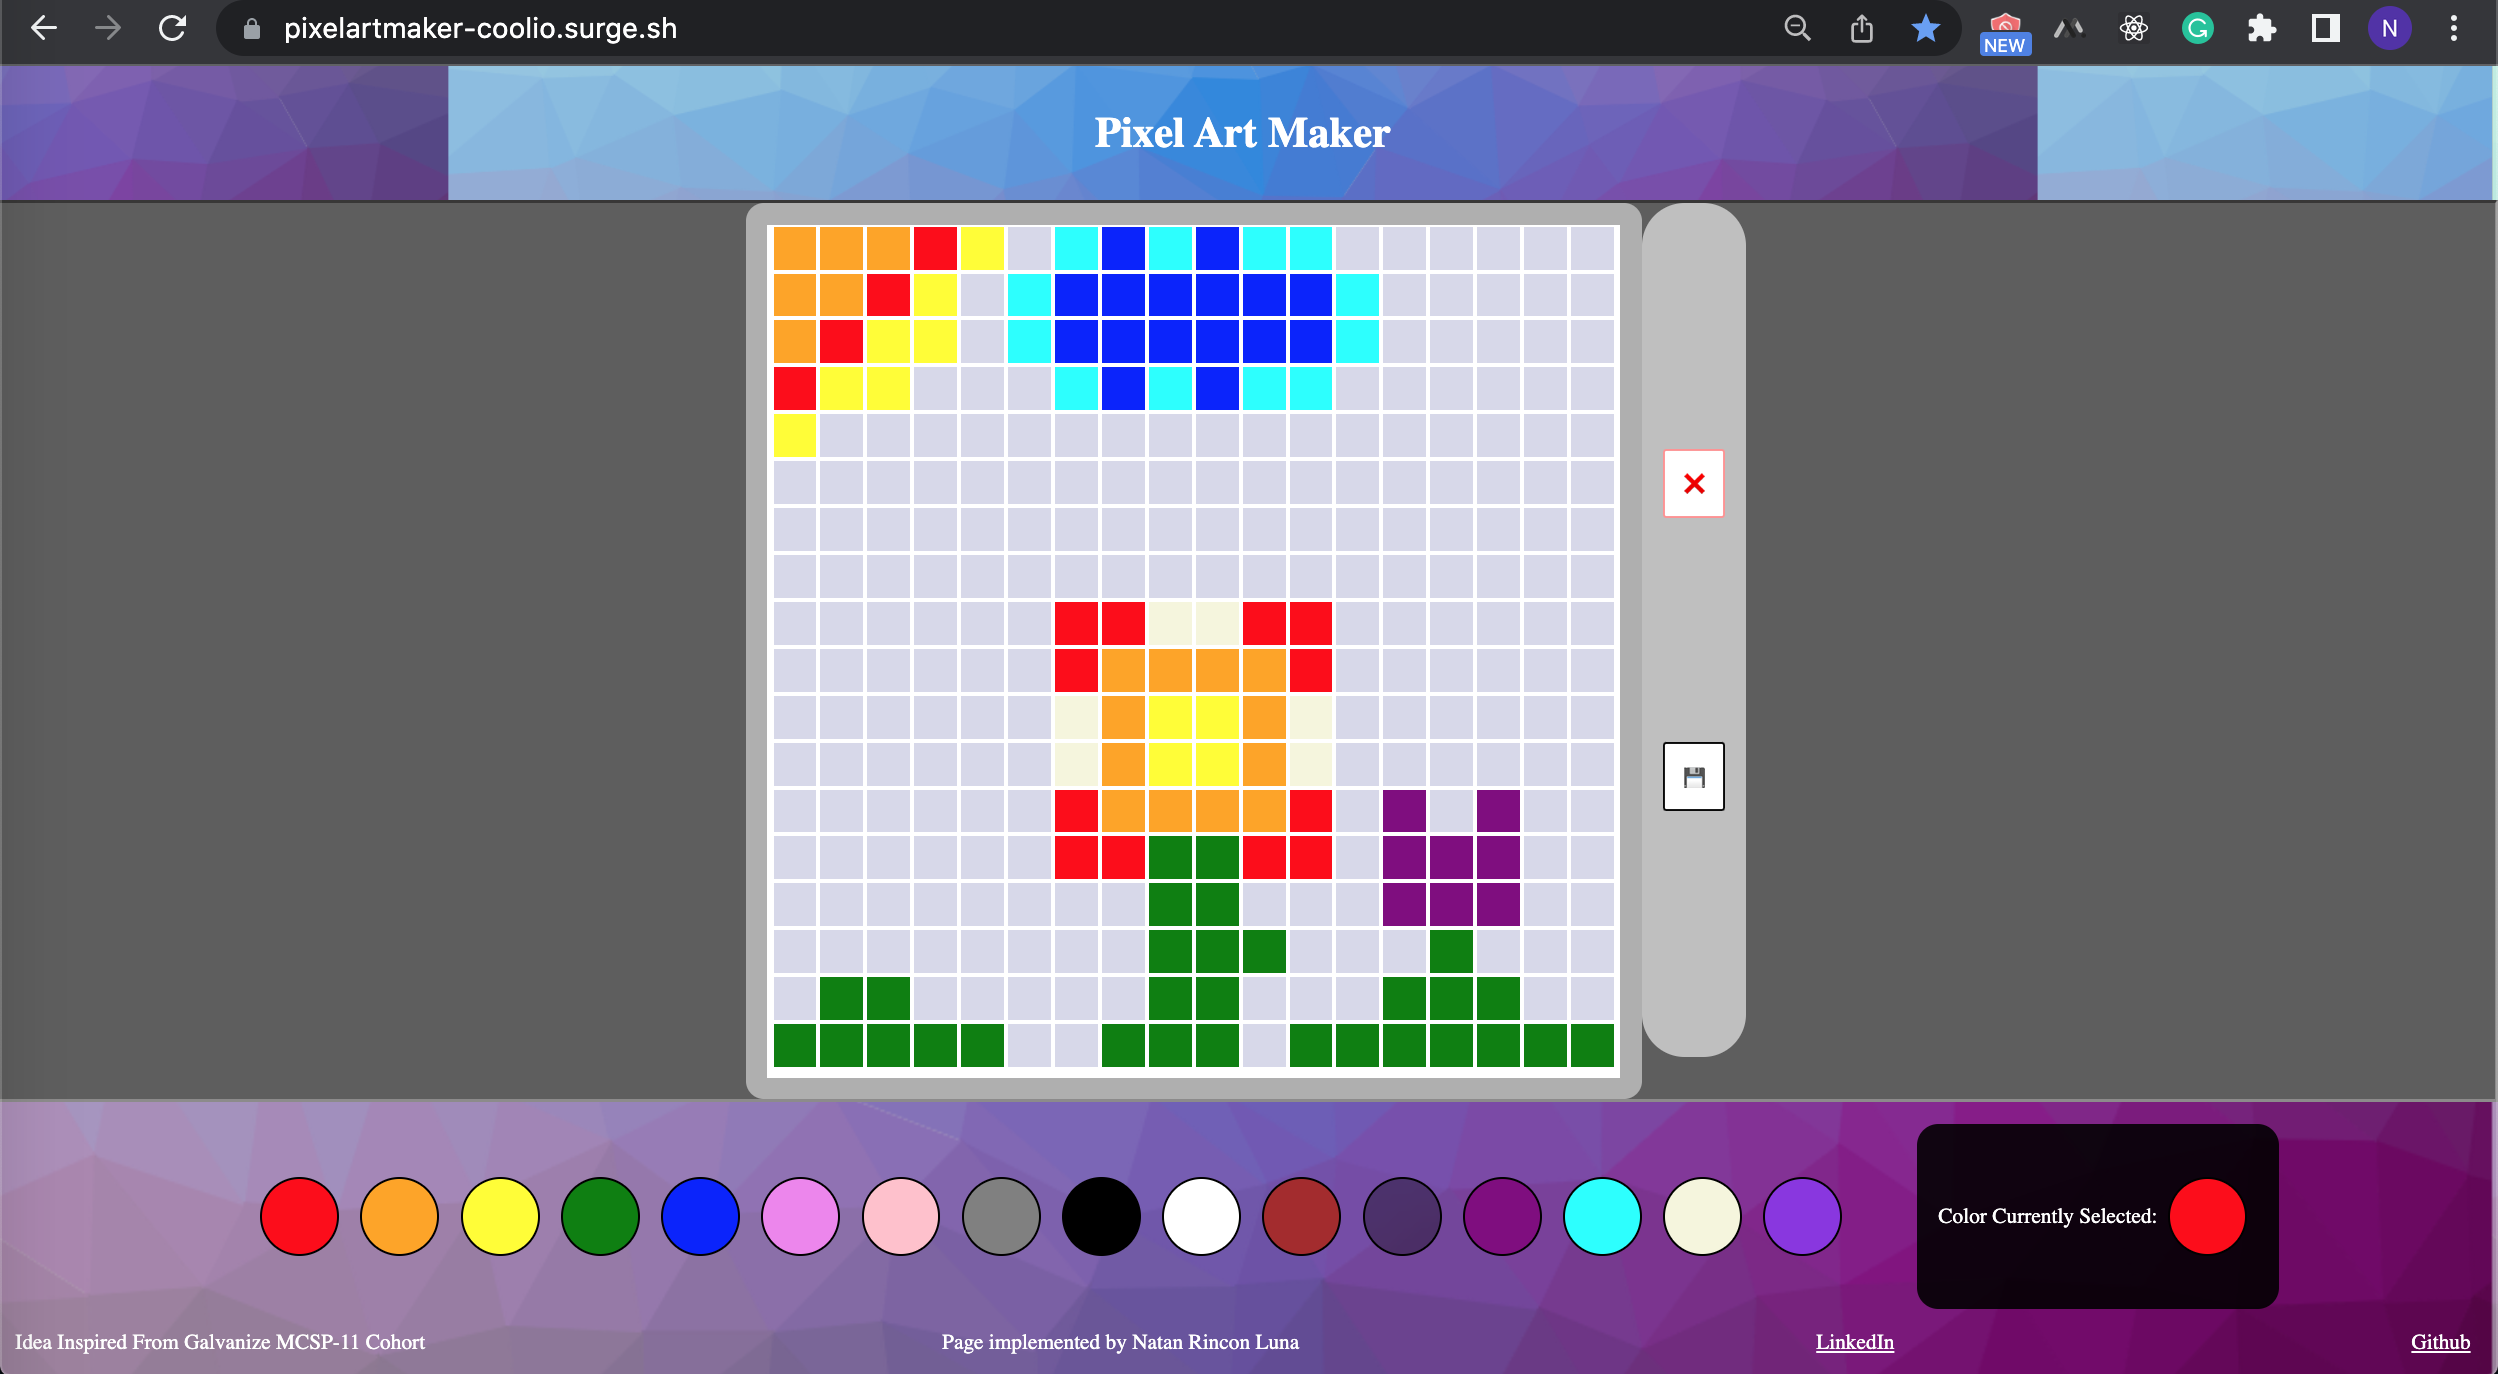 pixelartmaker-coolio.surge.sh
NEW
N
Pixel Art Maker
Color Currently Selected:
Idea Inspired From Galvanize MCSP-11 Cohort
Page implemented by Natan Rincon Luna
LinkedIn
Github